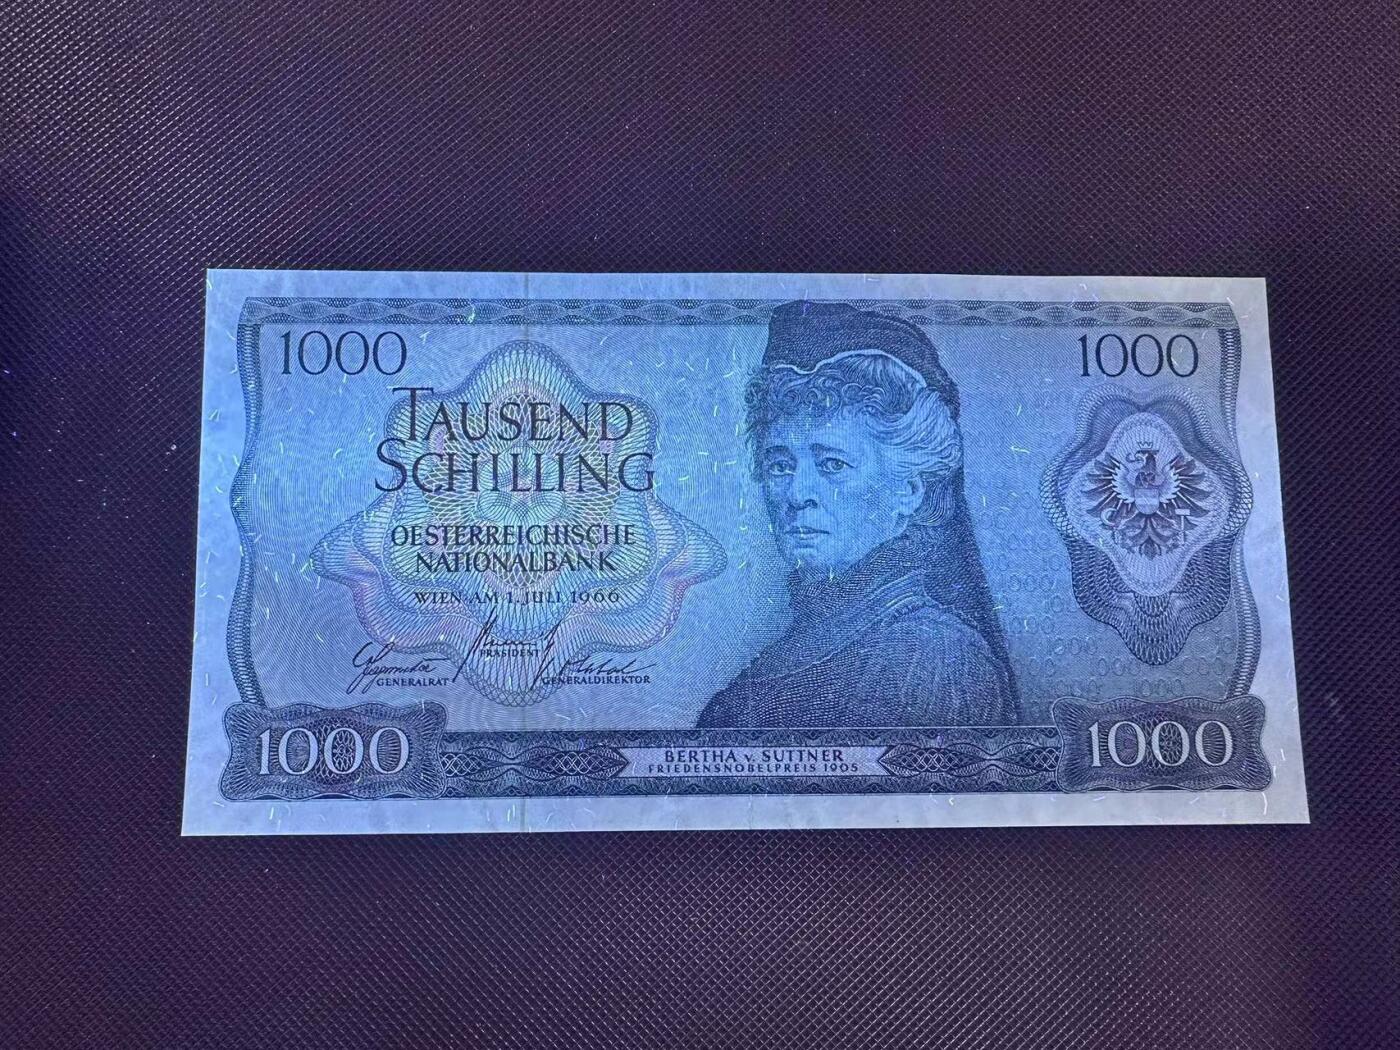 1000
1000
TAUSEND
SCHILLING
OESTERREICHISCHE
NATIONALBANK
WIEN AM 1. JULI 1966
PRÄSIDENT
GENERALRAT
GENERALDIREKTOR
1000
BERTHA v. SUTTNER
FRIEDENSNOBELPREIS 1905
1000